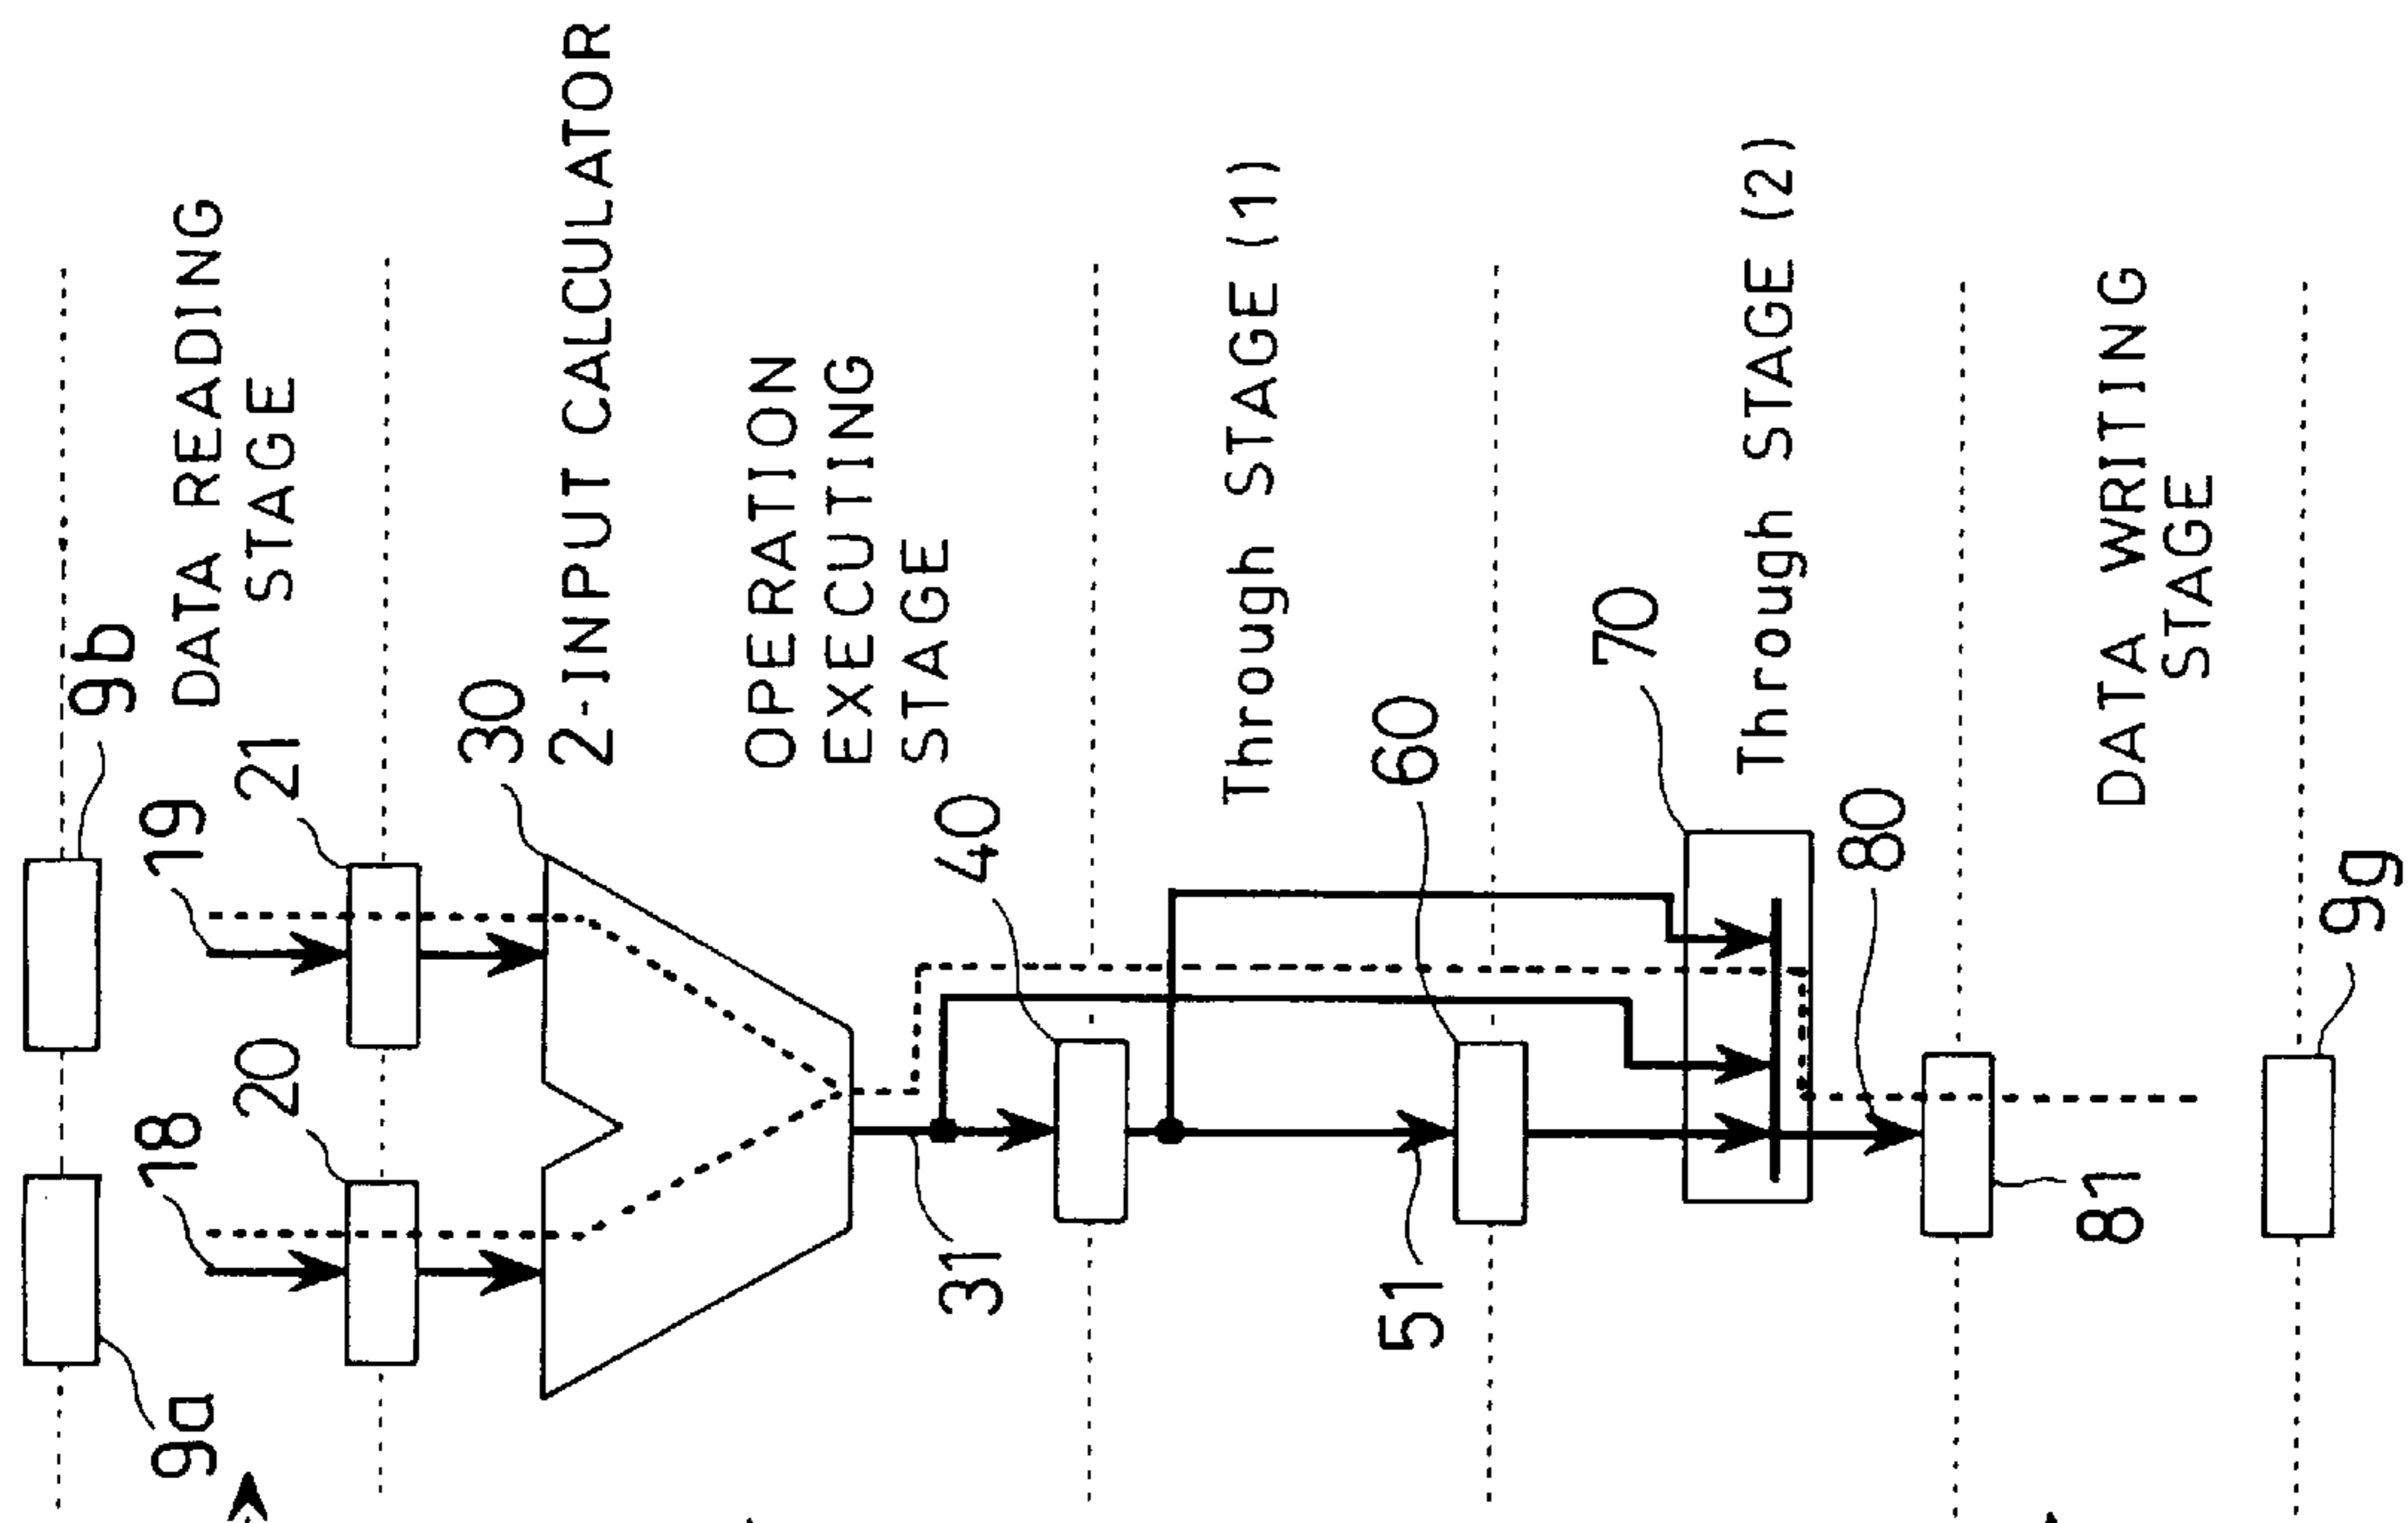 9a
9b
DATA READING
STAGE
18
19
20
21
30
2-INPUT CALCULATOR
OPERATION
EXECUTING
STAGE
31
40
Through STAGE (1)
51
60
70
Through STAGE (2)
80
81
DATA WRITING
STAGE
9g